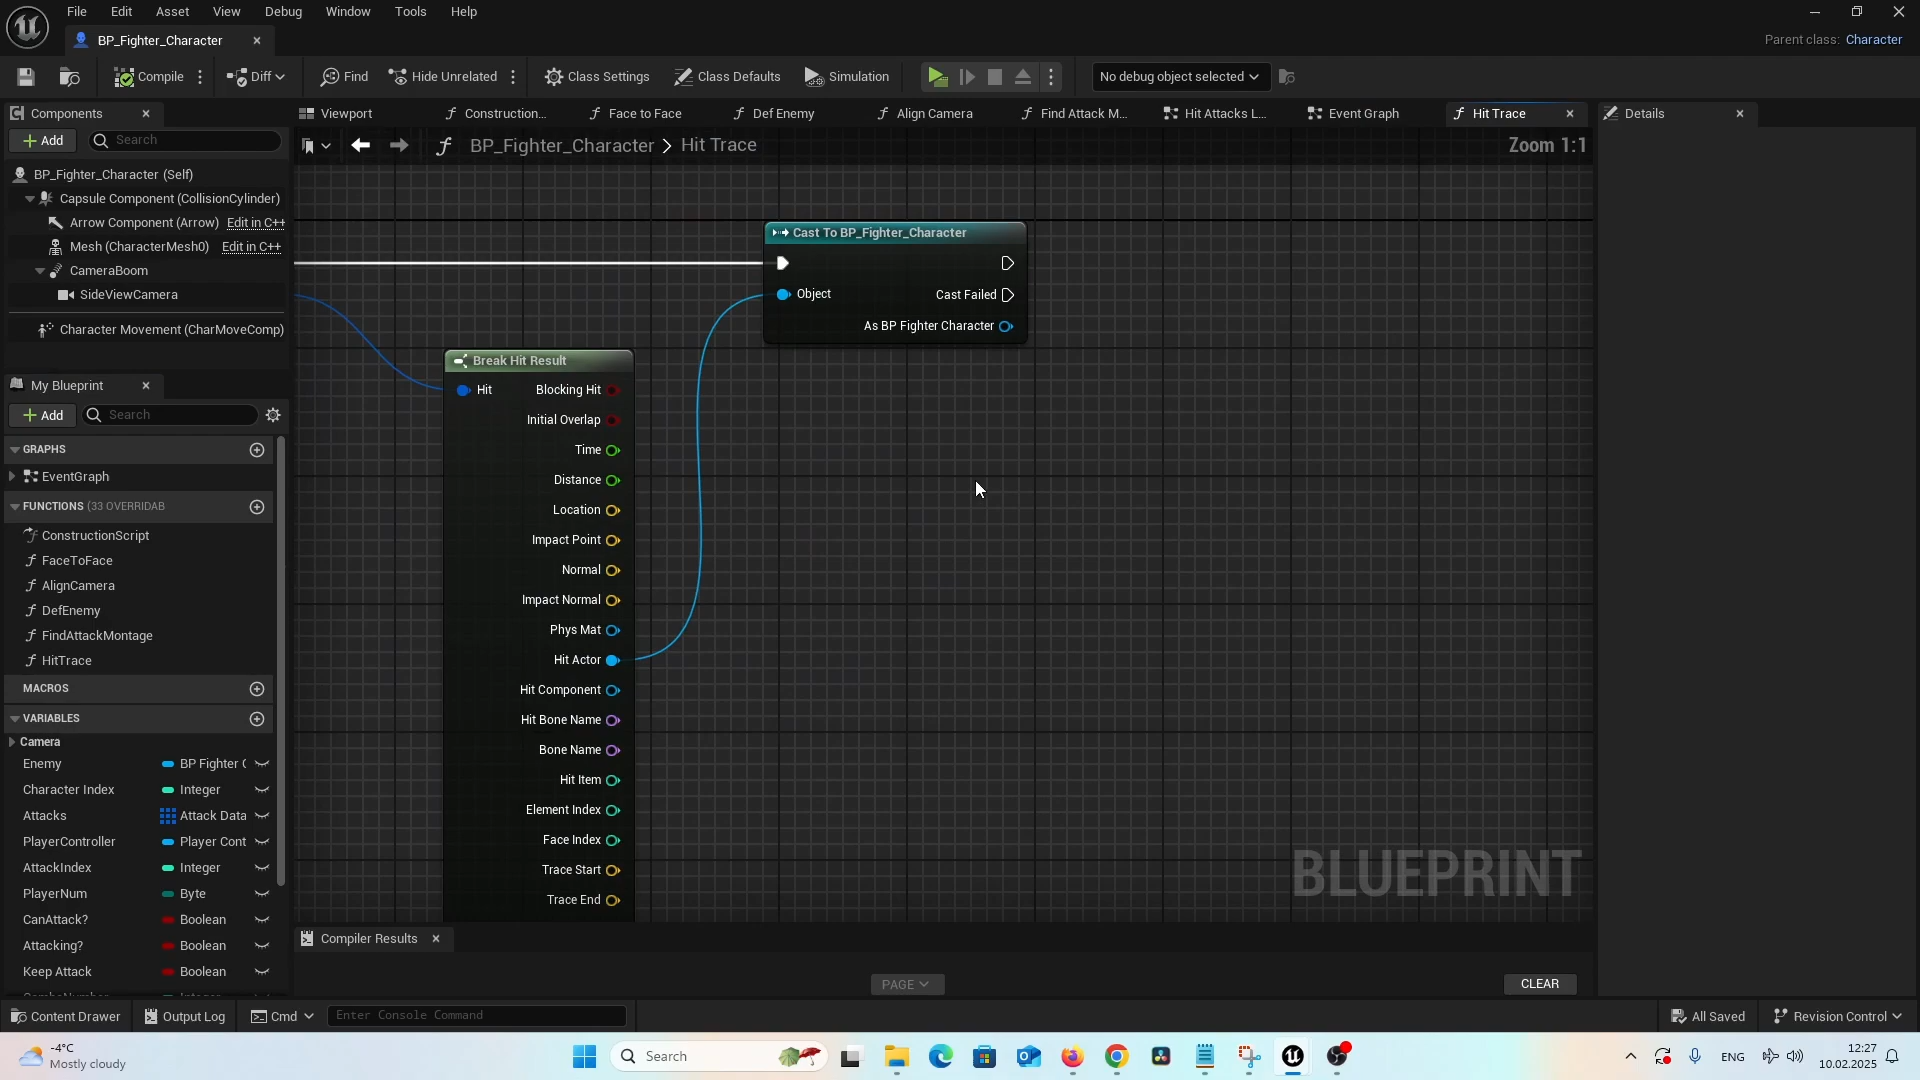 File Edit Asset View Debug Window Tools Help
BP_Fighter_Character
Parent class: Character
Compile Diff Find Hide Unrelated Class Settings Class Defaults Simulation No debug object selected
Components
Viewport Construction... Face to Face Def Enemy Align Camera Find Attack M... Hit Attacks L... Event Graph Hit Trace Details
Add Search
BP_Fighter_Character > Hit Trace
Zoom 1:1
BP_Fighter_Character (Self)
Capsule Component (CollisionCylinder)
Arrow Component (Arrow) Edit in C++
Mesh (CharacterMesh0) Edit in C++
CameraBoom
SideViewCamera
Character Movement (CharMoveComp)
Cast To BP_Fighter_Character
Object Cast Failed
As BP Fighter Character
Break Hit Result
Hit Blocking Hit
Initial Overlap
Time
Distance
Location
Impact Point
Normal
Impact Normal
Phys Mat
Hit Actor
Hit Component
Hit Bone Name
Bone Name
Hit Item
Element Index
Face Index
Trace Start
Trace End
BLUEPRINT
My Blueprint
Add Search
GRAPHS
EventGraph
FUNCTIONS (33 OVERRIDAB
ConstructionScript
FaceToFace
AlignCamera
DefEnemy
FindAttackMontage
HitTrace
MACROS
VARIABLES
Camera
Enemy BP Fighter C
Character Index Integer
Attacks Attack Data
PlayerController Player Cont
AttackIndex Integer
PlayerNum Byte
CanAttack? Boolean
Attacking? Boolean
Keep Attack Boolean
Compiler Results
PAGE
CLEAR
Content Drawer Output Log Cmd Enter Console Command All Saved Revision Control
-4°C
Mostly cloudy
Search
ENG
12:27
10.02.2025